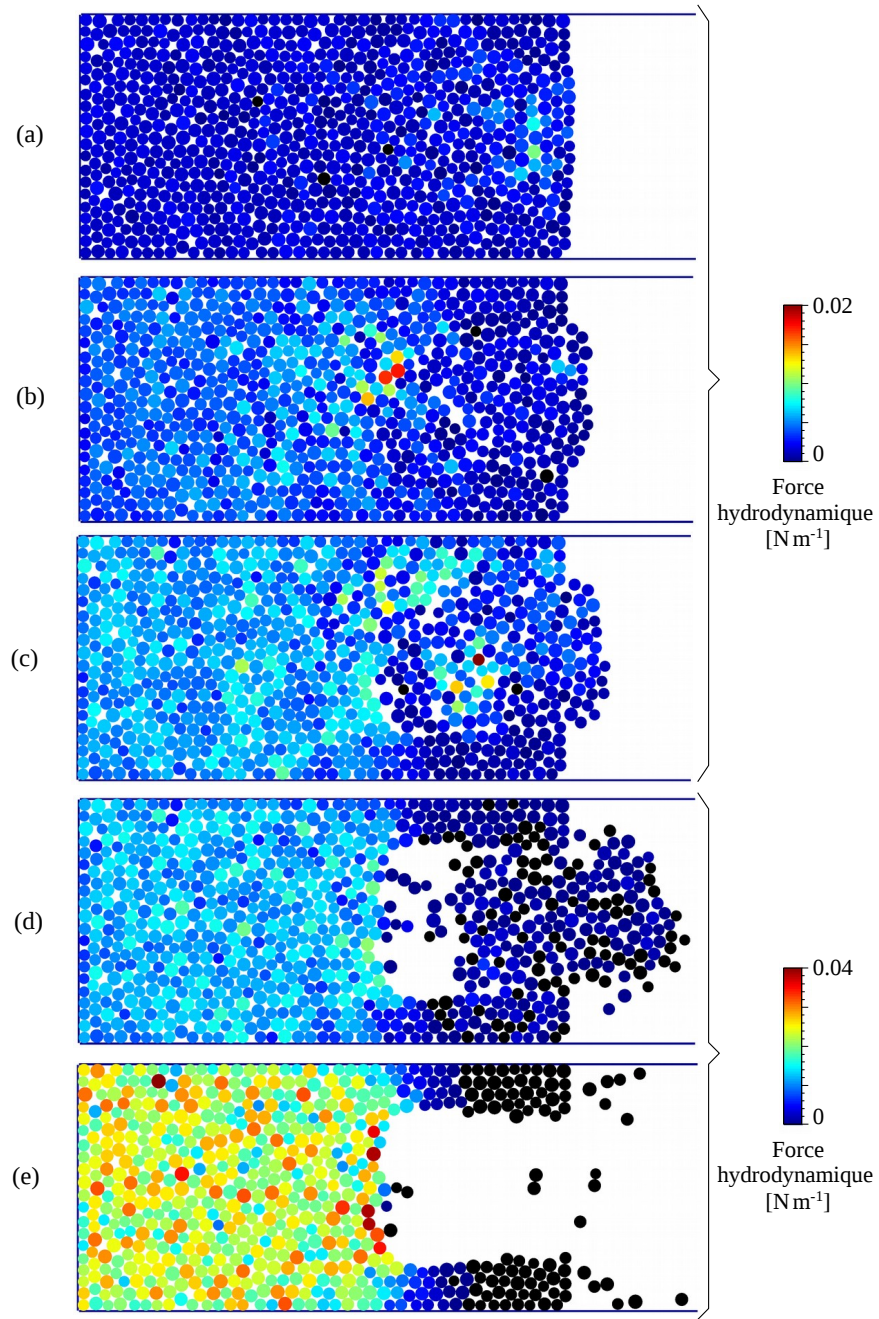 (a)
(b)
(c)
(d)
(e)
0.02
0
Force
hydrodynamique
[N m-1]
0.04
0
Force
hydrodynamique
[N m-1]